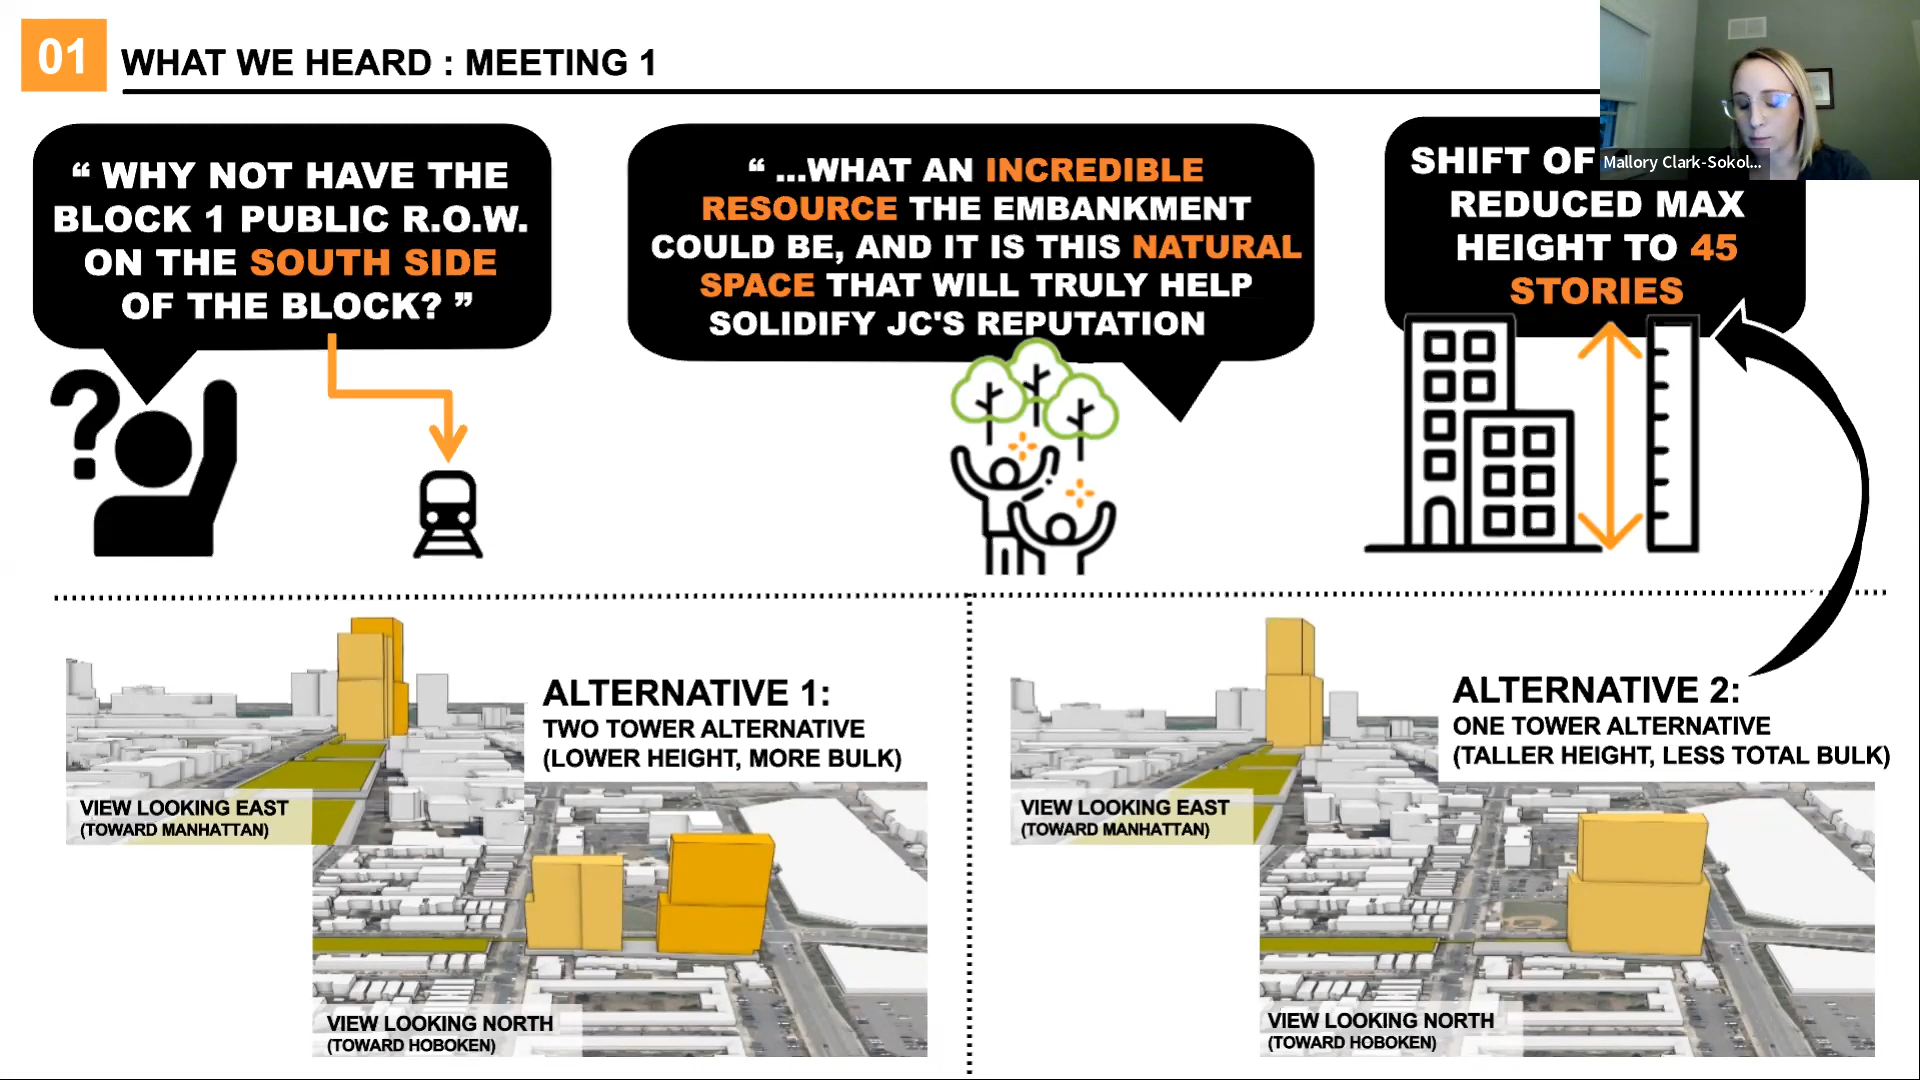 01
WHAT WE HEARD : MEETING 1
“ WHY NOT HAVE THE
BLOCK 1 PUBLIC R.O.W.
ON THE SOUTH SIDE
OF THE BLOCK? ”
“ ...WHAT AN INCREDIBLE
RESOURCE THE EMBANKMENT
COULD BE, AND IT IS THIS NATURAL
SPACE THAT WILL TRULY HELP
SOLIDIFY JC'S REPUTATION
SHIFT OF
REDUCED MAX
HEIGHT TO 45
STORIES
Mallory Clark-Sokol...
ALTERNATIVE 1:
TWO TOWER ALTERNATIVE
(LOWER HEIGHT, MORE BULK)
VIEW LOOKING EAST
(TOWARD MANHATTAN)
VIEW LOOKING NORTH
(TOWARD HOBOKEN)
ALTERNATIVE 2:
ONE TOWER ALTERNATIVE
(TALLER HEIGHT, LESS TOTAL BULK)
VIEW LOOKING EAST
(TOWARD MANHATTAN)
VIEW LOOKING NORTH
(TOWARD HOBOKEN)